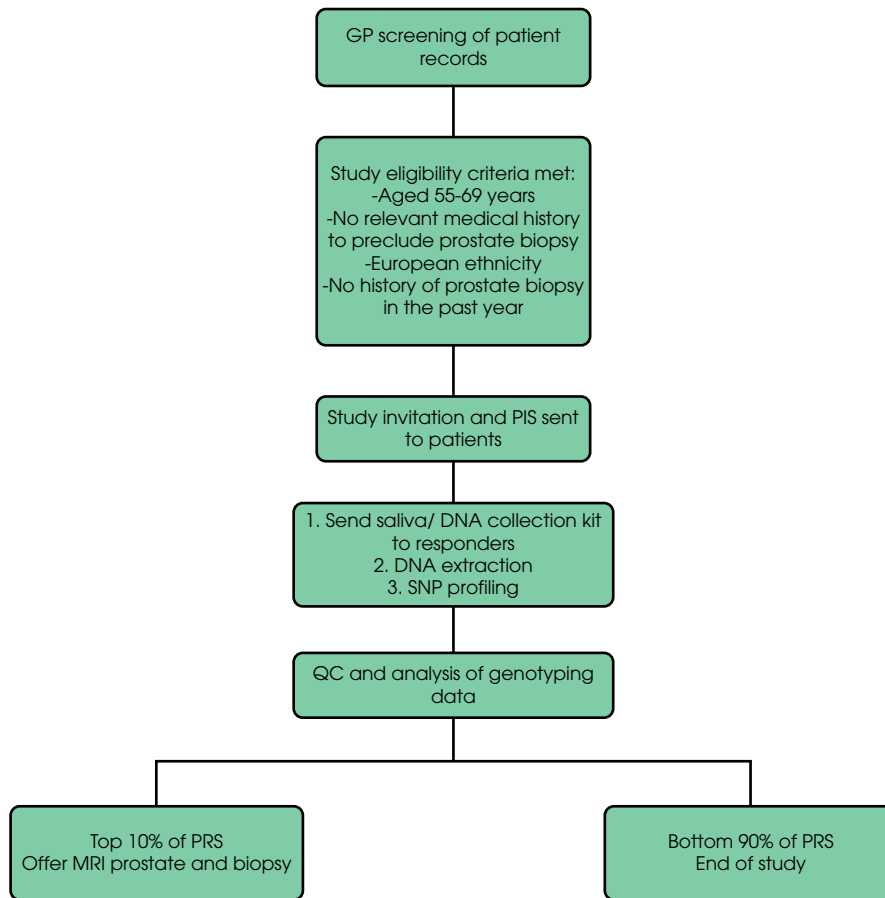 GP screening of patient
records
Study eligibility criteria met:
-Aged 55-69 years
-No relevant medical history
to preclude prostate biopsy
-European ethnicity
-No history of prostate biopsy
in the past year
Study invitation and PIS sent
to patients
1. Send saliva/ DNA collection kit
to responders
2. DNA extraction
3. SNP profiling
QC and analysis of genotyping
data
Top 10% of PRS
Offer MRI prostate and biopsy
Bottom 90% of PRS
End of study